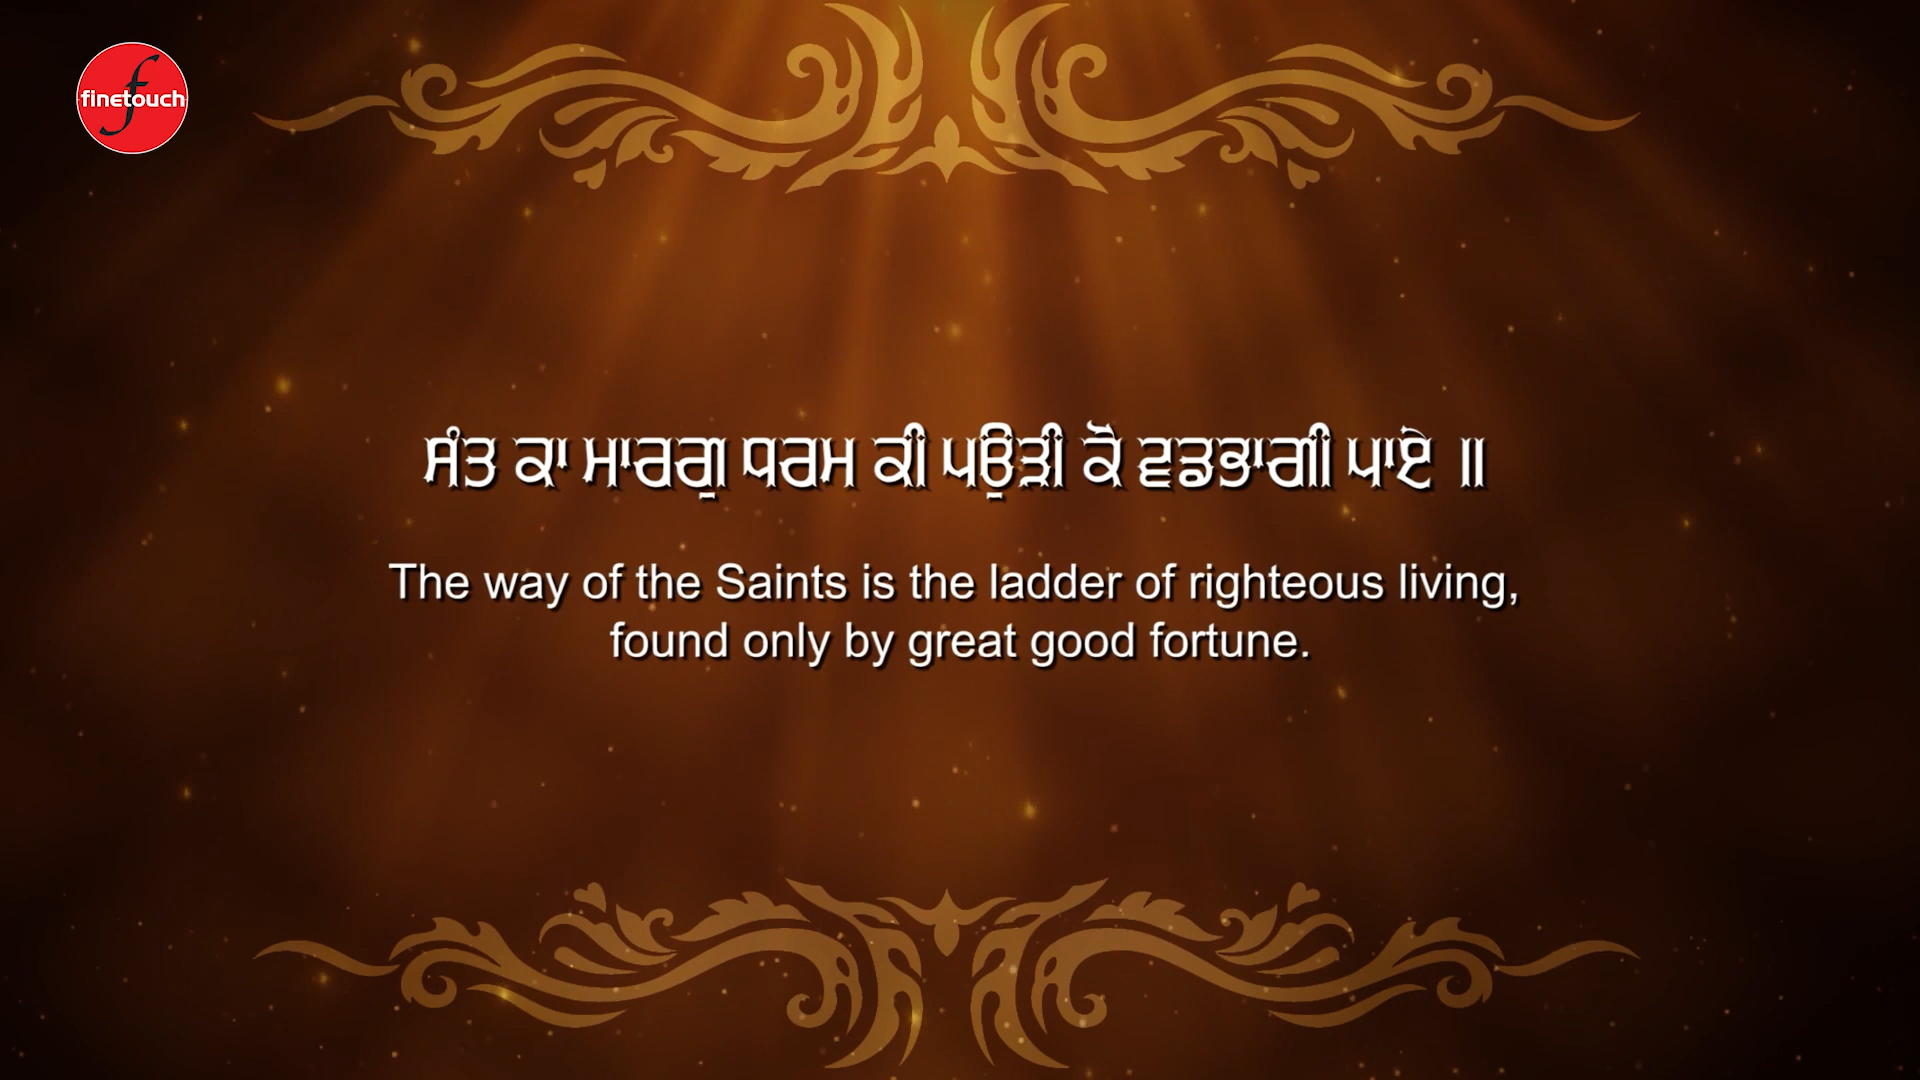 finetouch
ਸੰਤ ਕਾ ਮਾਰਗੁ ਧਰਮ ਕੀ ਪਉੜੀ ਕੋ ਵਡਭਾਗੀ ਪਾਏ ॥
The way of the Saints is the ladder of righteous living,
found only by great good fortune.